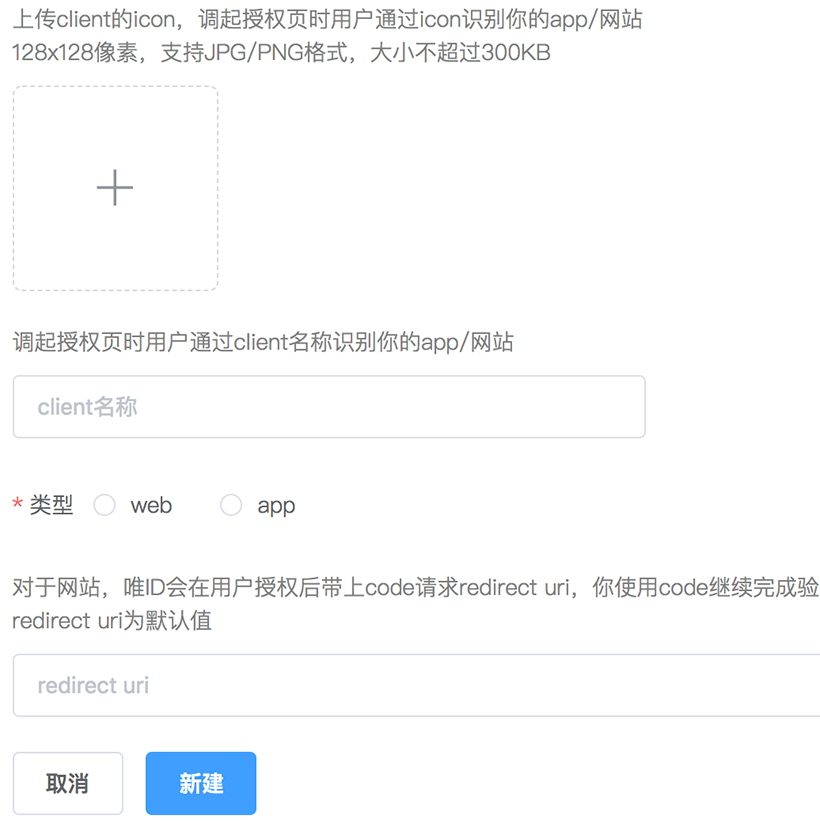 上传client的icon，调起授权页时用户通过icon识别你的app/网站
128x128像素，支持JPG/PNG格式，大小不超过300KB
调起授权页时用户通过client名称识别你的app/网站
client名称
* 类型 web app
对于网站，唯ID会在用户授权后带上code请求redirect uri，你使用code继续完成验
redirect uri为默认值
redirect uri
取消 新建